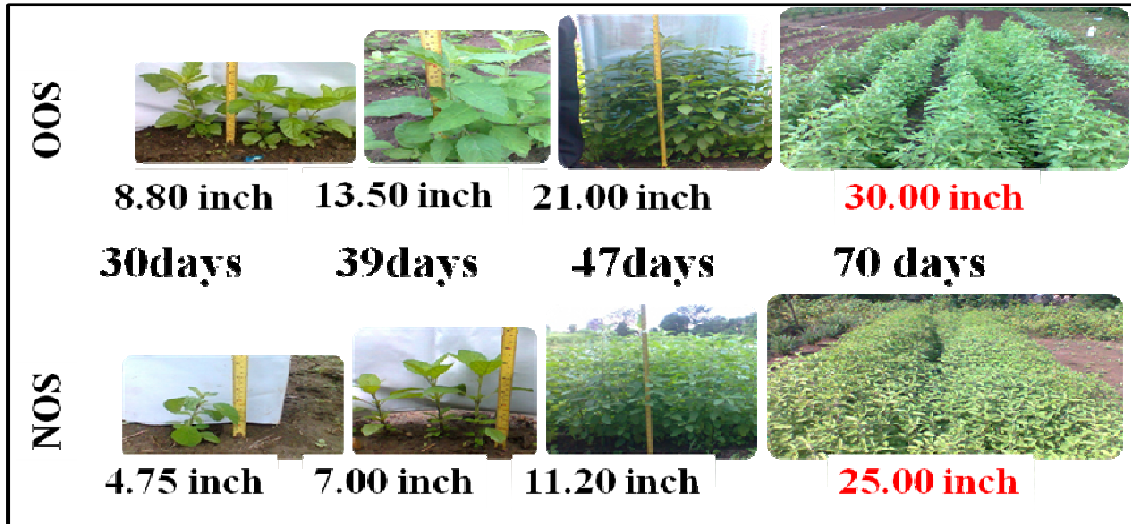 OOS
8.80 inch 13.50 inch 21.00 inch 30.00 inch
30days 39days 47days 70 days
NOS
4.75 inch 7.00 inch 11.20 inch 25.00 inch